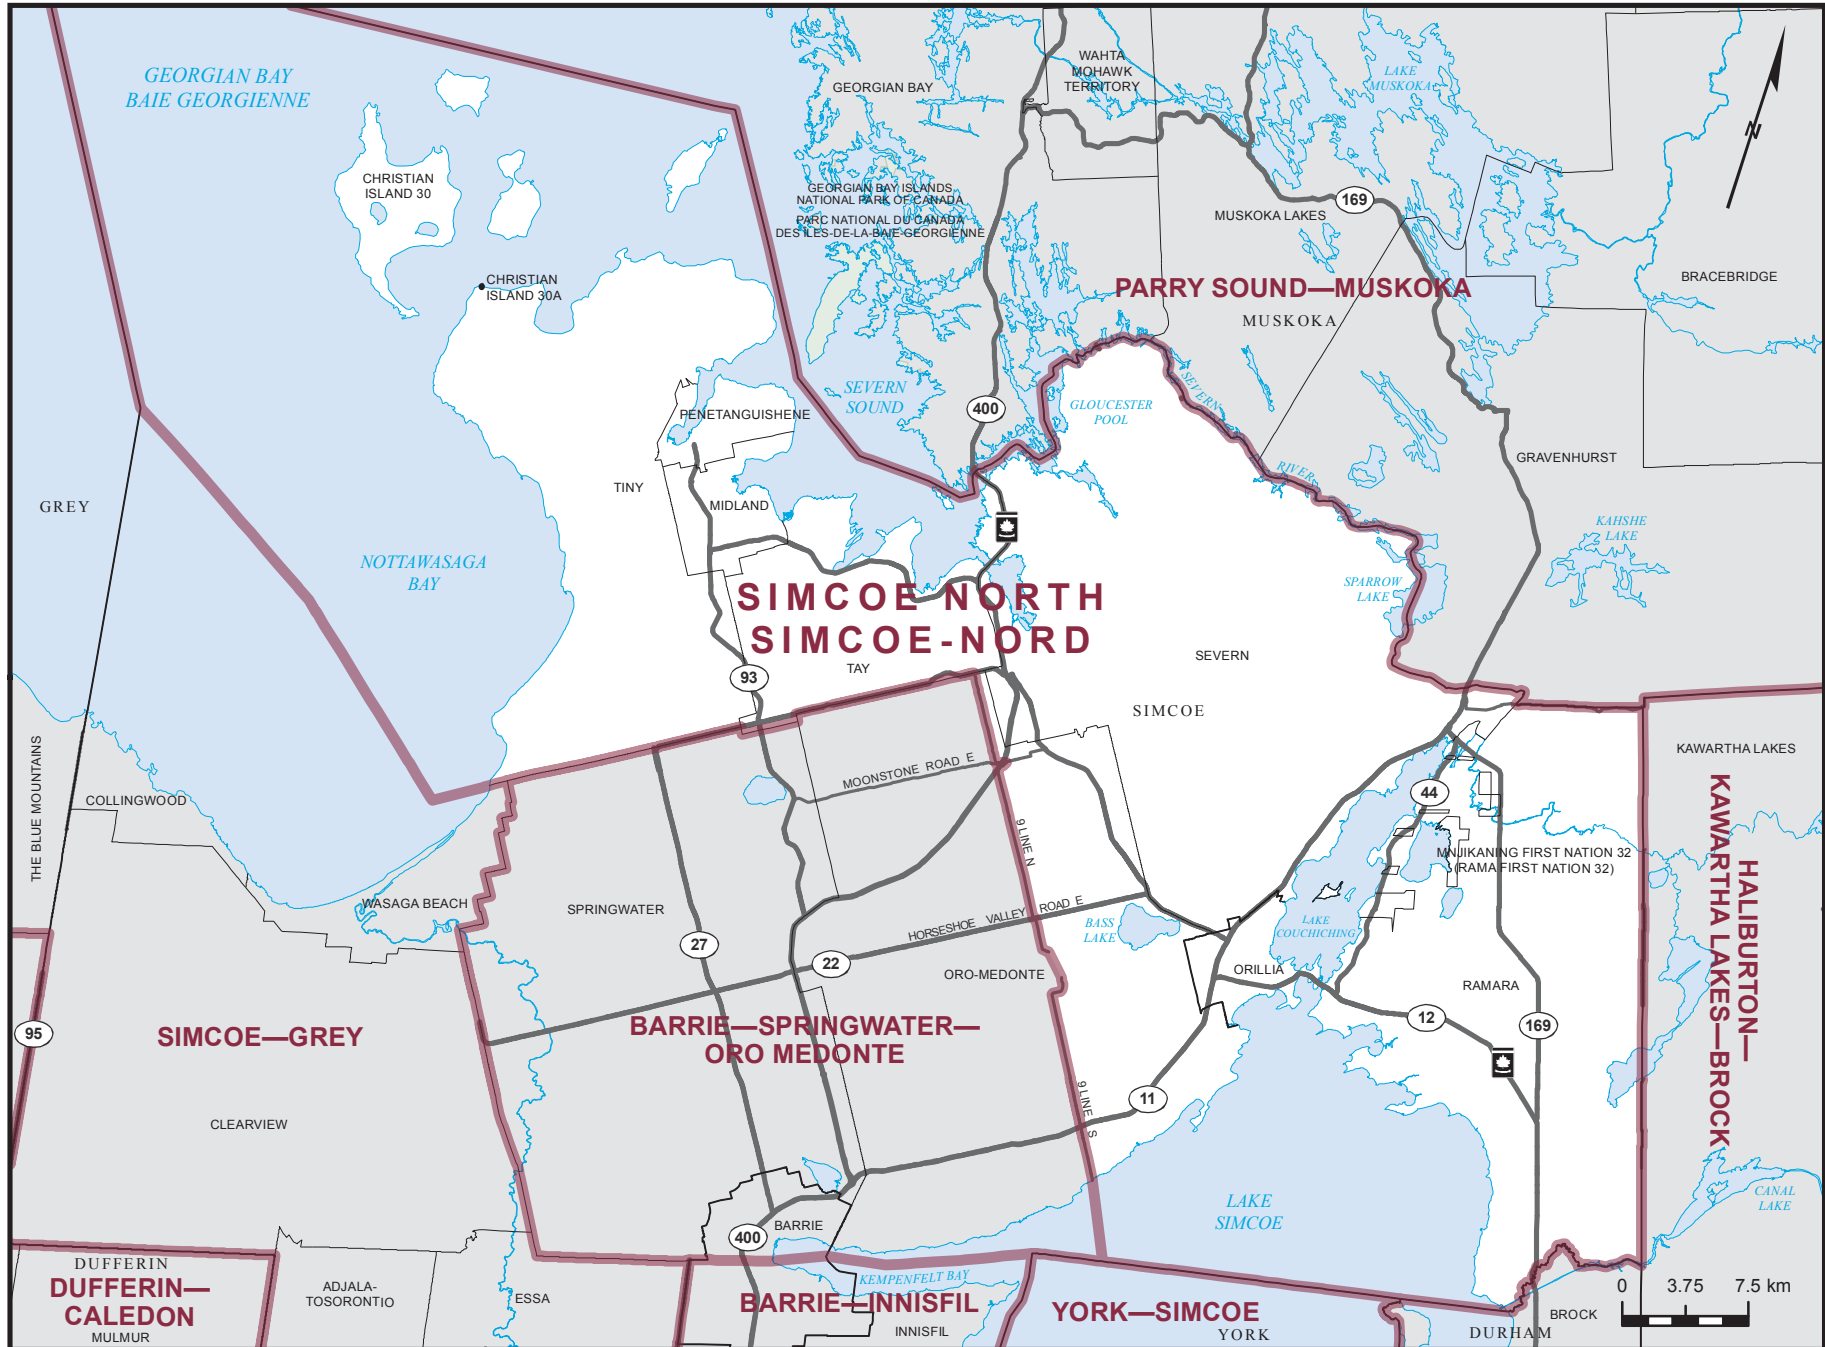 GEORGIAN BAY
BAIE GEORGIENNE
CHRISTIAN
ISLAND 30
CHRISTIAN
ISLAND 30A
GEORGIAN BAY
WAHTA
MOHAWK
TERRITORY
LAKE
MUSKOKA
N
GEORGIAN BAY ISLANDS
NATIONAL PARK OF CANADA
PARC NATIONAL DU CANADA
DES ÎLES-DE-LA-BAIE-GEORGIENNE
169
MUSKOKA LAKES
BRACEBRIDGE
PARRY SOUND—MUSKOKA
MUSKOKA
SEVERN
SOUND
400
GLOUCESTER
POOL
SEVERN
RIVER
PENETANGUISHENE
TINY
MIDLAND
GRAVENHURST
GREY
NOTTAWASAGA
BAY
KAHSHE
LAKE
SPARROW
LAKE
SIMCOE NORTH
SIMCOE-NORD
TAY
93
SEVERN
SIMCOE
THE BLUE MOUNTAINS
COLLINGWOOD
MOONSTONE ROAD E
9 LINE N
44
KAWARTHA LAKES
HALIBURTON—
KAWARTHA LAKES—BROCK
MNJIKANING FIRST NATION 32
(RAMA FIRST NATION 32)
WASAGA BEACH
SPRINGWATER
HORSESHOE VALLEY ROAD E
BASS
LAKE
LAKE
COUCHICHING
27
22
ORO-MEDONTE
ORILLIA
RAMARA
95
SIMCOE—GREY
BARRIE—SPRINGWATER—
ORO MEDONTE
12
169
CLEARVIEW
11
9 LINE S
LAKE
SIMCOE
CANAL
LAKE
400
BARRIE
DUFFERIN
DUFFERIN—
CALEDON
MULMUR
ADJALA-
TOSORONTIO
ESSA
KEMPENFELT BAY
BARRIE—INNISFIL
INNISFIL
YORK—SIMCOE
YORK
DURHAM
BROCK
0 3.75 7.5 km